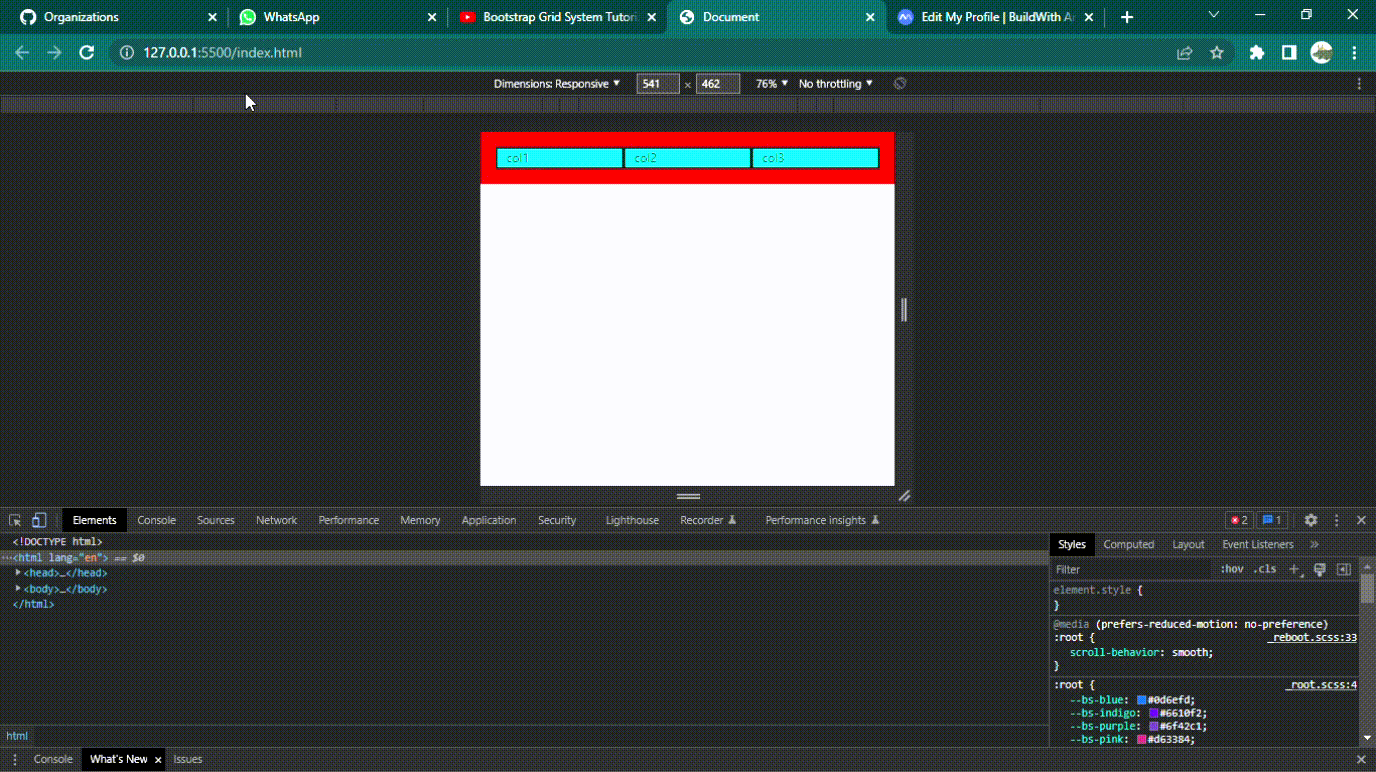 Organizations
WhatsApp
Bootstrap Grid System Tutori
Document
Edit My Profile | BuildWith Ar
127.0.0.1:5500/index.html
Dimensions: Responsive ▼ 541 × 462 76% ▼ No throttling ▼
col1 col2 col3
Elements Console Sources Network Performance Memory Application Security Lighthouse Recorder Performance insights 2 1
<!DOCTYPE html>
⋯<html lang="en"> == $0
▶<head>…</head>
▶<body>…</body>
</html>
Styles Computed Layout Event Listeners »
Filter :hov .cls +
element.style {
}
@media (prefers-reduced-motion: no-preference)
:root { _reboot.scss:33
scroll-behavior: smooth;
}
:root { _root.scss:4
--bs-blue: #0d6efd;
--bs-indigo: #6610f2;
--bs-purple: #6f42c1;
--bs-pink: #d63384;
html
Console What's New × Issues